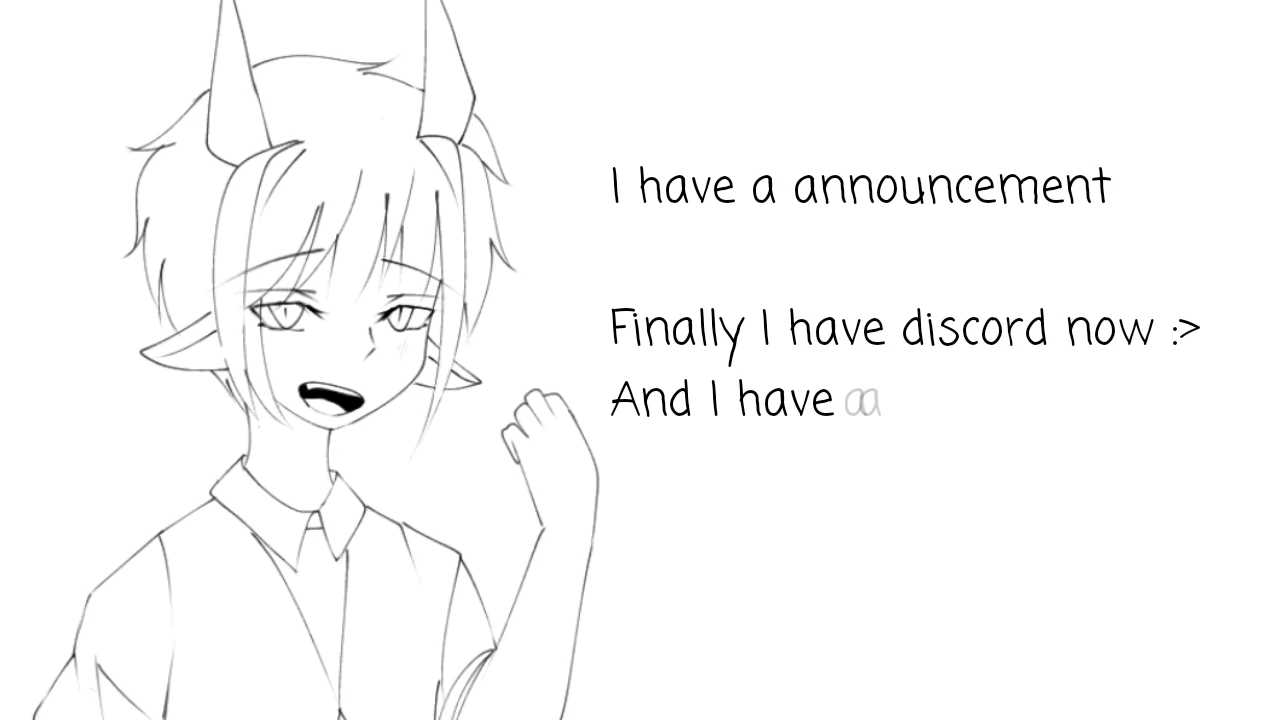 I have a announcement
Finally I have discord now :>
And I have